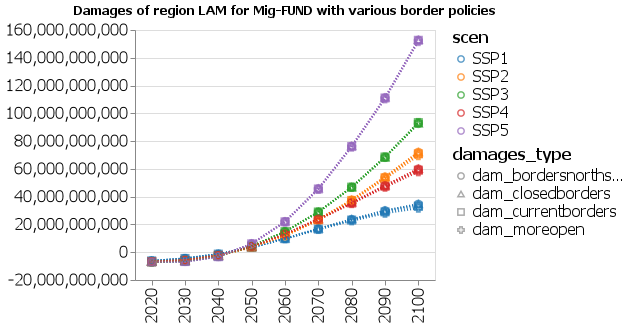 Damages of region LAM for Mig-FUND with various border policies
160,000,000,000
140,000,000,000
120,000,000,000
100,000,000,000
80,000,000,000
60,000,000,000
40,000,000,000
20,000,000,000
0
-20,000,000,000
2020
2030
2040
2050
2060
2070
2080
2090
2100
scen
SSP1
SSP2
SSP3
SSP4
SSP5
damages_type
dam_bordersnorths...
dam_closedborders
dam_currentborders
dam_moreopen